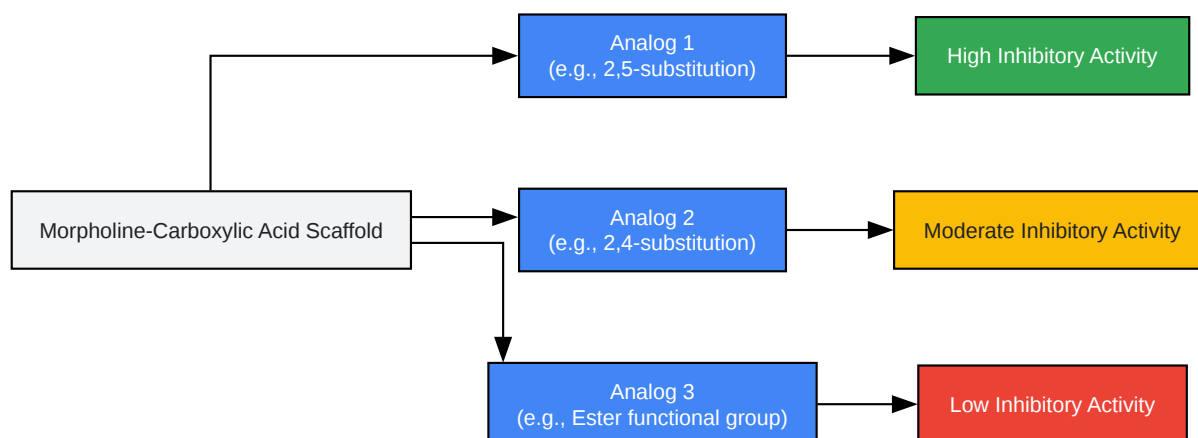 Analog 1
(e.g., 2,5-substitution)
High Inhibitory Activity
Morpholine-Carboxylic Acid Scaffold
Analog 2
(e.g., 2,4-substitution)
Moderate Inhibitory Activity
Analog 3
(e.g., Ester functional group)
Low Inhibitory Activity